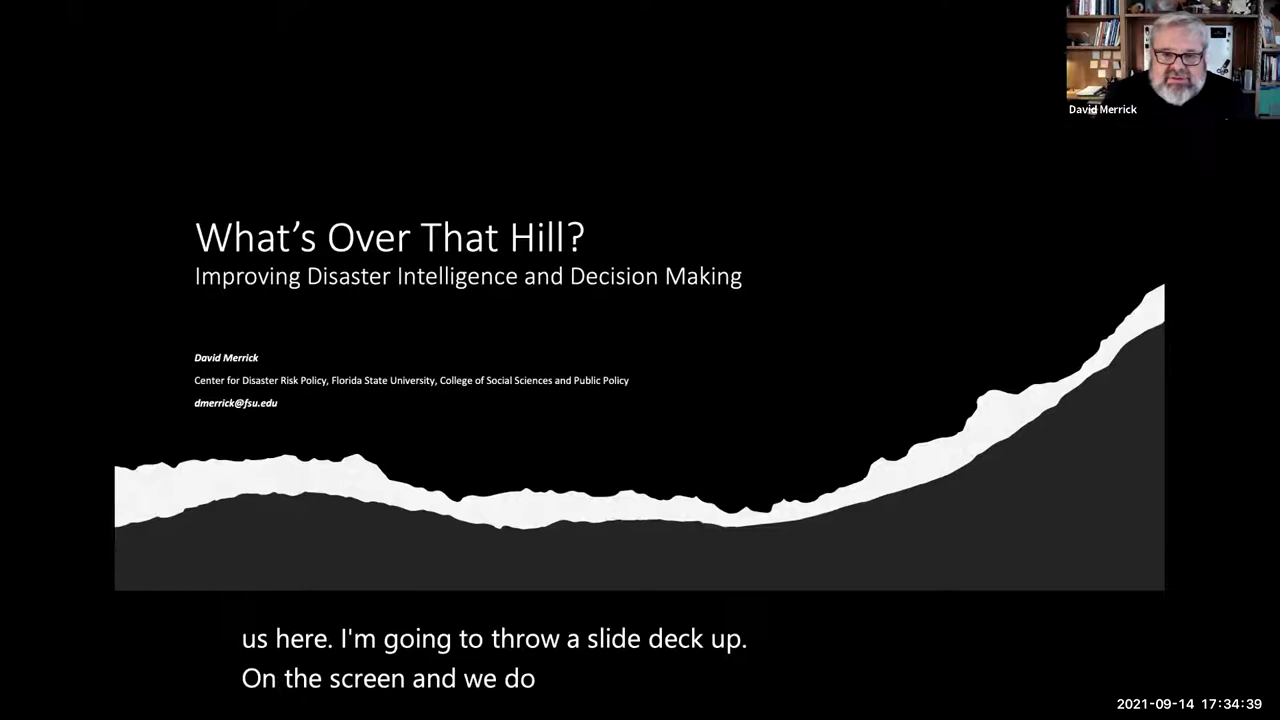 David Merrick
What's Over That Hill?
Improving Disaster Intelligence and Decision Making
David Merrick
Center for Disaster Risk Policy, Florida State University, College of Social Sciences and Public Policy
dmerrick@fsu.edu
us here. I'm going to throw a slide deck up.
On the screen and we do
2021-09-14 17:34:39